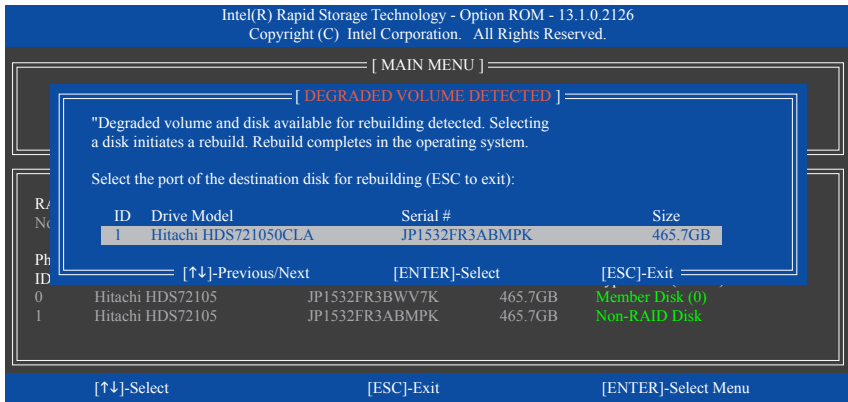 Intel(R) Rapid Storage Technology - Option ROM - 13.1.0.2126
Copyright (C) Intel Corporation. All Rights Reserved.
[ MAIN MENU ]
[ DEGRADED VOLUME DETECTED ]
"Degraded volume and disk available for rebuilding detected. Selecting
a disk initiates a rebuild. Rebuild completes in the operating system.
Select the port of the destination disk for rebuilding (ESC to exit):
ID Drive Model Serial # Size
1 Hitachi HDS721050CLA JP1532FR3ABMPK 465.7GB
[↑↓]-Previous/Next [ENTER]-Select [ESC]-Exit
ID
0 Hitachi HDS72105 JP1532FR3BWV7K 465.7GB Member Disk (0)
1 Hitachi HDS72105 JP1532FR3ABMPK 465.7GB Non-RAID Disk
[↑↓]-Select [ESC]-Exit [ENTER]-Select Menu